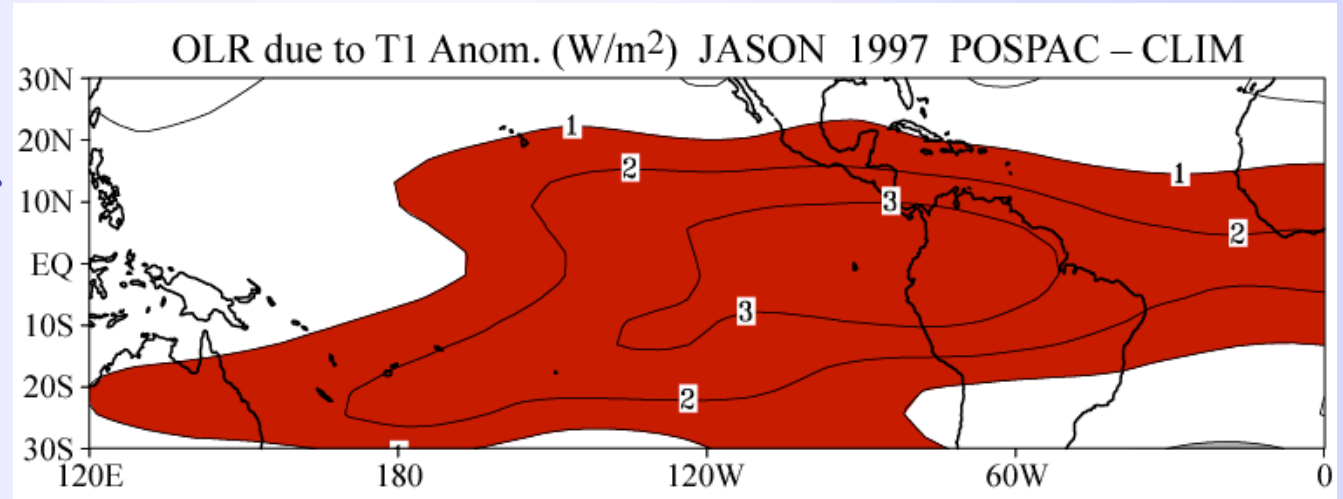 OLR due to T1 Anom. (W/m2) JASON 1997 POSPAC – CLIM
30N
20N
10N
EQ
10S
20S
30S
1
2
3
1
2
3
2
120E 180 120W 60W 0